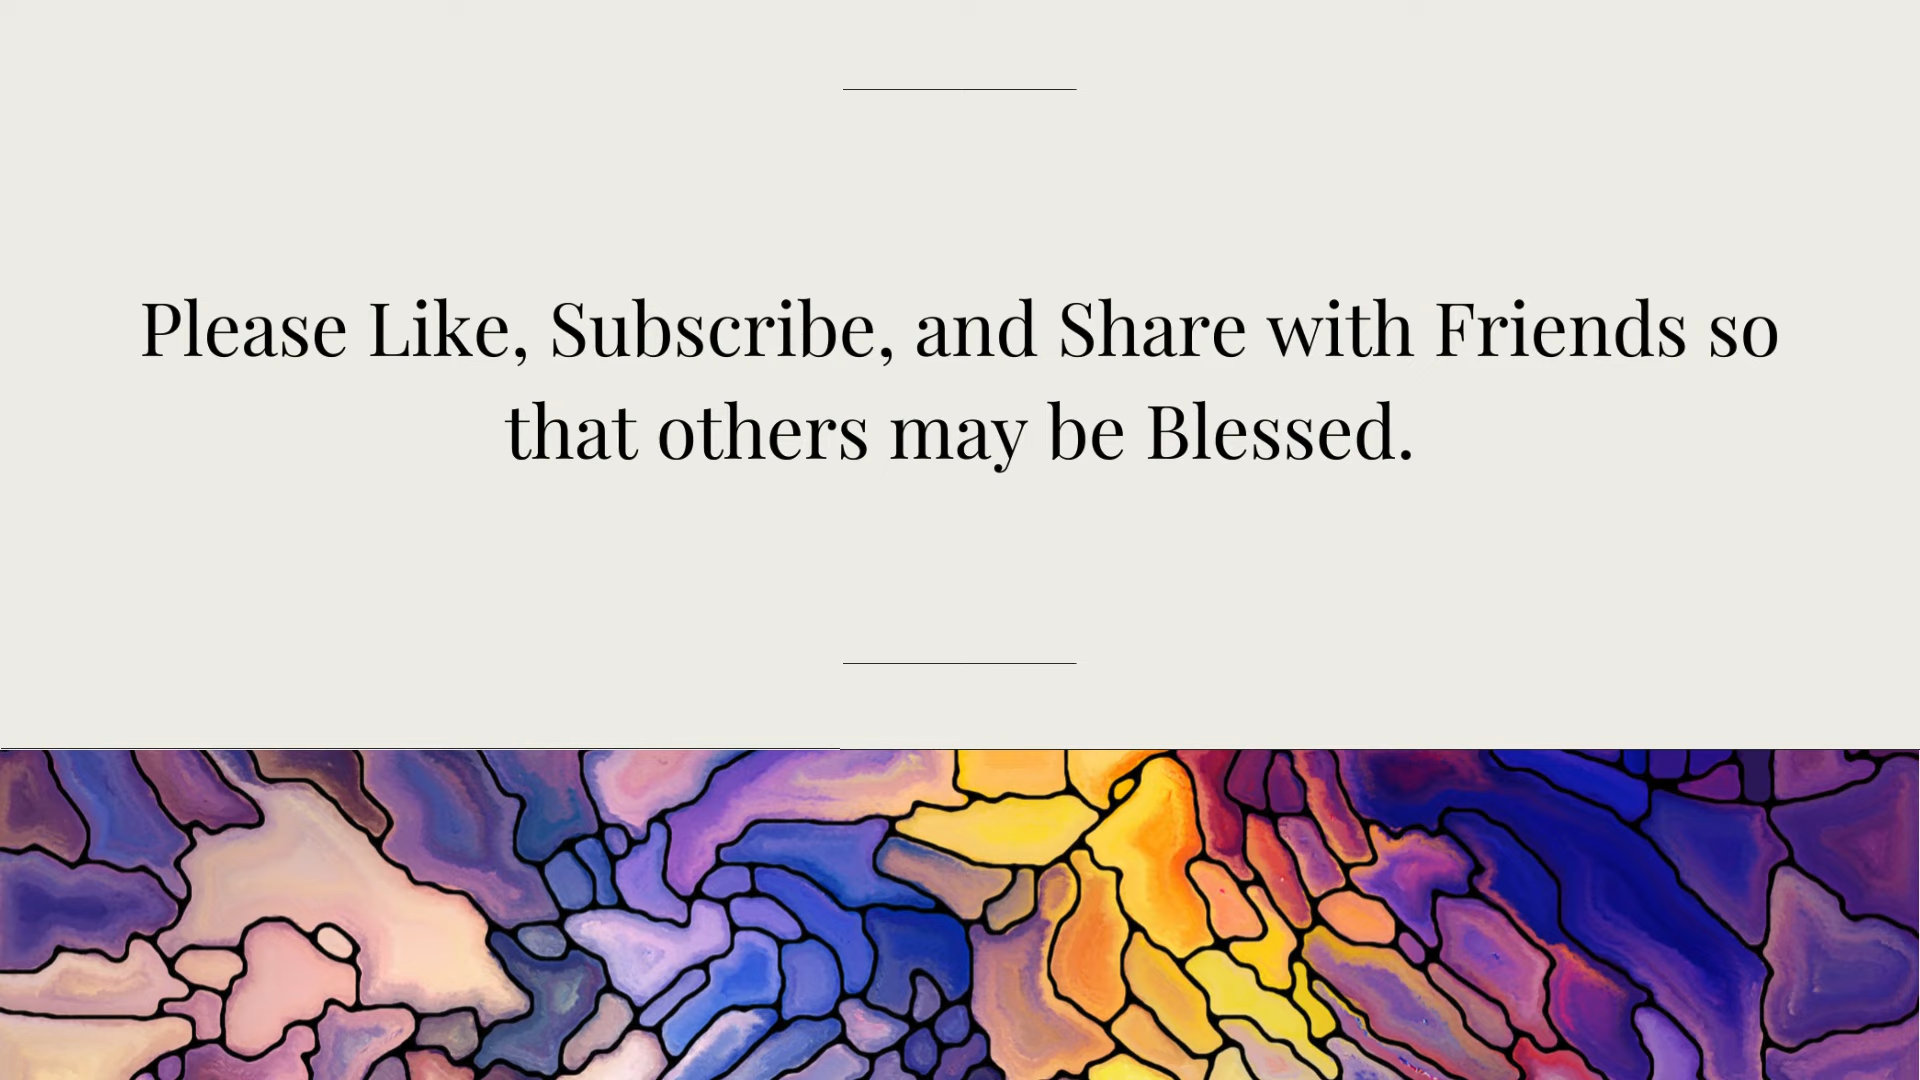 Please Like, Subscribe, and Share with Friends so
that others may be Blessed.